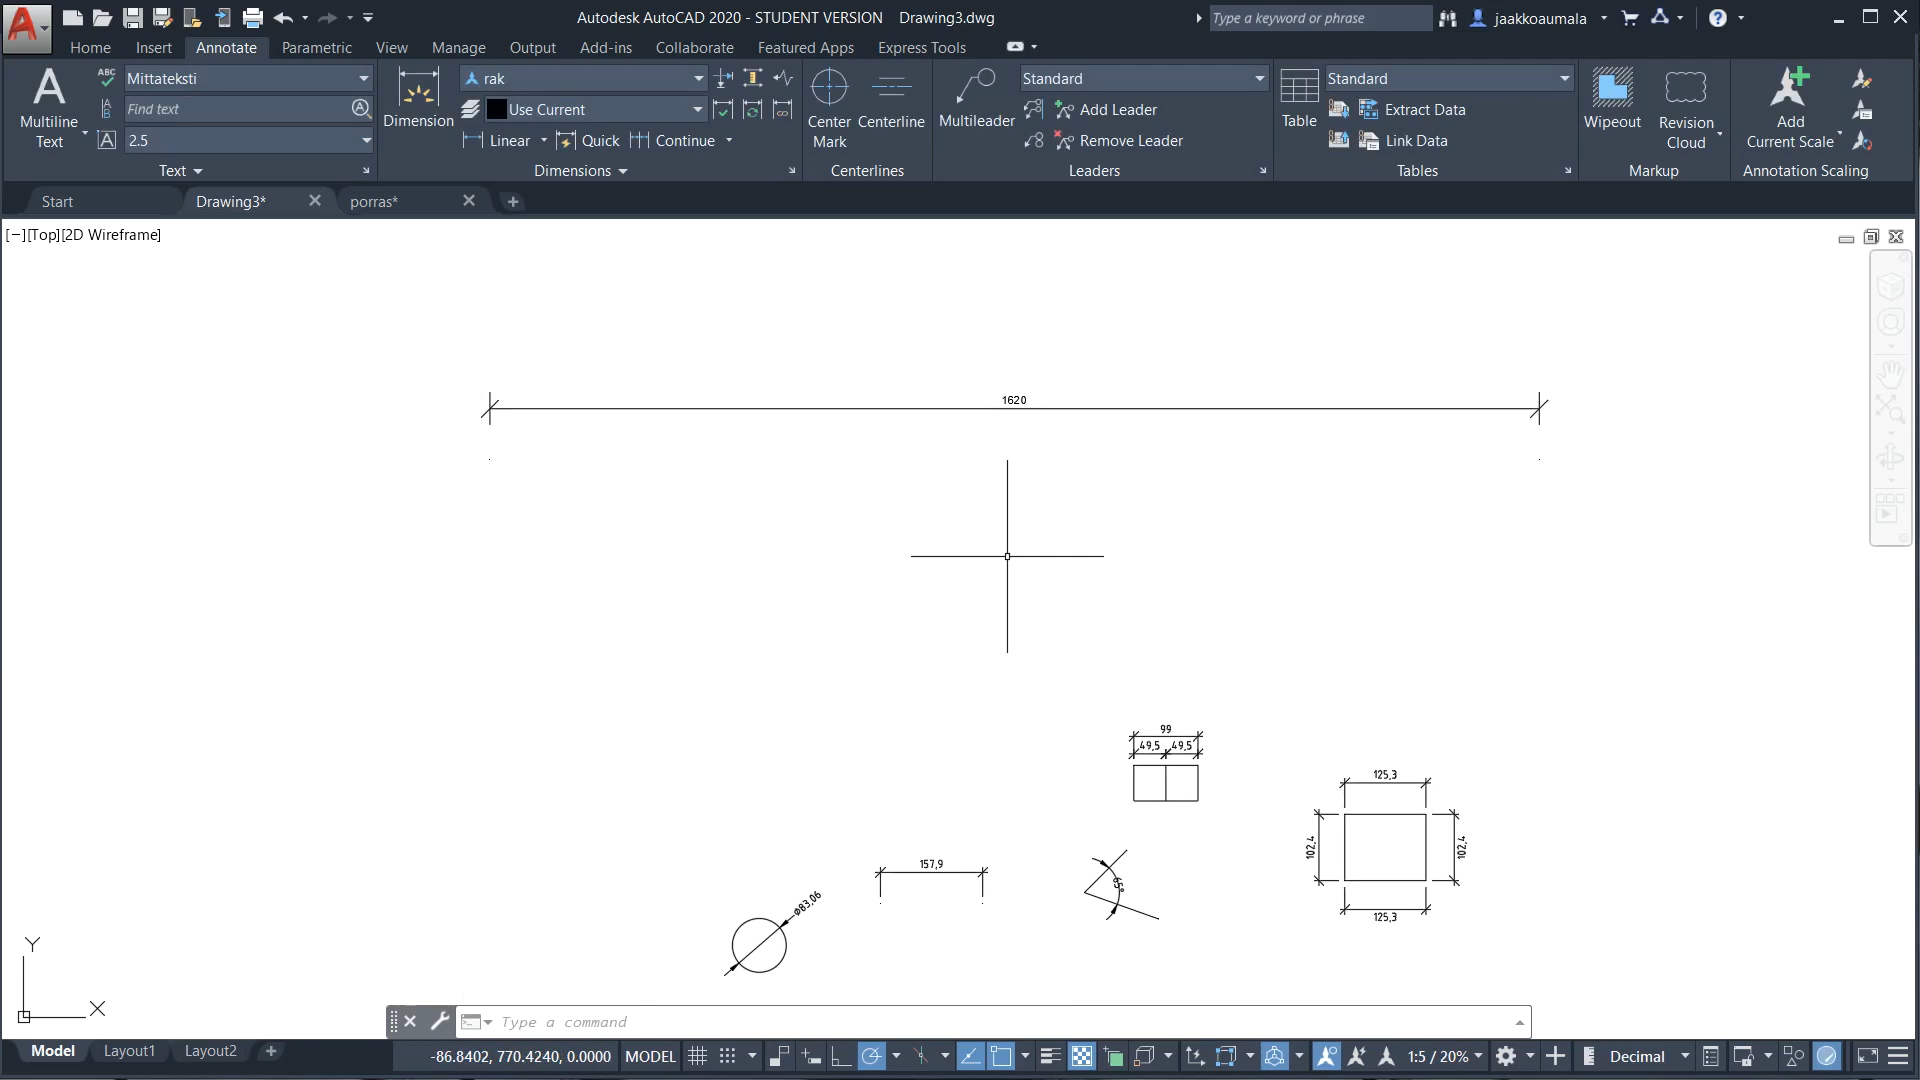 Autodesk AutoCAD 2020 - STUDENT VERSION Drawing3.dwg
Type a keyword or phrase
jaakkoaumala
Home Insert Annotate Parametric View Manage Output Add-ins Collaborate Featured Apps Express Tools
Multiline Text
ABC
Mittateksti
Find text
2.5
Text
Dimension
rak
Use Current
Linear Quick Continue
Dimensions
Center Mark
Centerline
Centerlines
Multileader
Standard
Add Leader
Remove Leader
Leaders
Table
Standard
Extract Data
Link Data
Tables
Wipeout
Revision Cloud
Markup
Add Current Scale
Annotation Scaling
Start Drawing3* porras*
[−][Top][2D Wireframe]
1620
99
49,5 49,5
125,3
102,4 102,4
125,3
157,9
65°
ø83,06
Y
X
Type a command
Model Layout1 Layout2
-86.8402, 770.4240, 0.0000 MODEL 1:5 / 20% Decimal